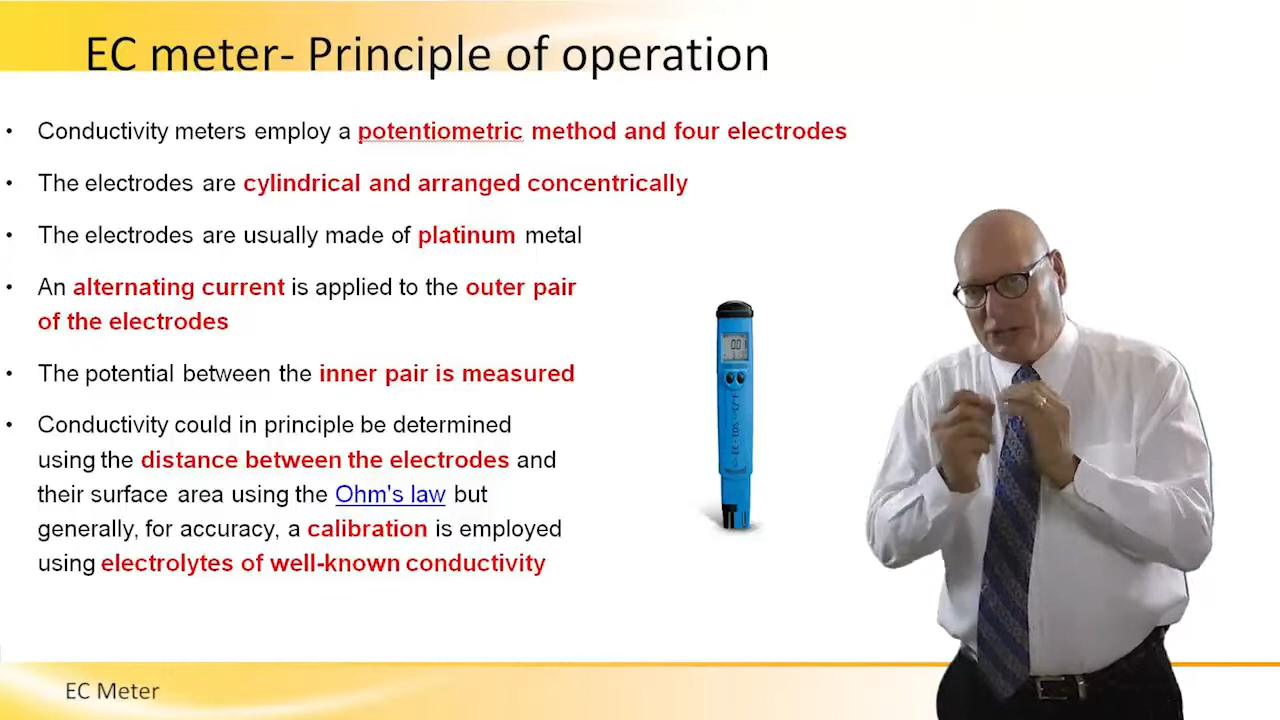 EC meter- Principle of operation
• Conductivity meters employ a potentiometric method and four electrodes
• The electrodes are cylindrical and arranged concentrically
• The electrodes are usually made of platinum metal
• An alternating current is applied to the outer pair
of the electrodes
• The potential between the inner pair is measured
• Conductivity could in principle be determined
using the distance between the electrodes and
their surface area using the Ohm's law but
generally, for accuracy, a calibration is employed
using electrolytes of well-known conductivity
EC Meter